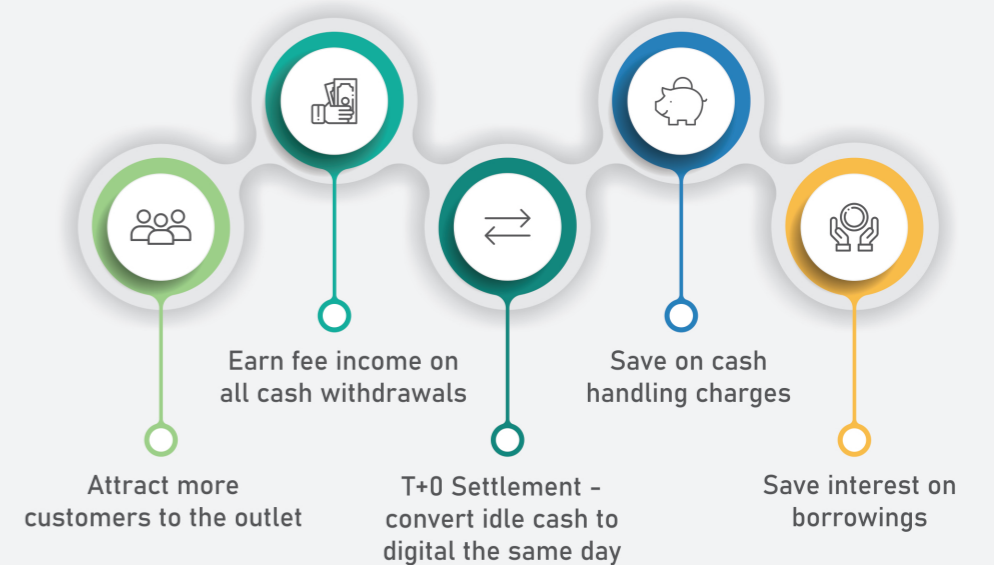 Attract more
customers to the outlet
Earn fee income on
all cash withdrawals
T+0 Settlement -
convert idle cash to
digital the same day
Save on cash
handling charges
Save interest on
borrowings